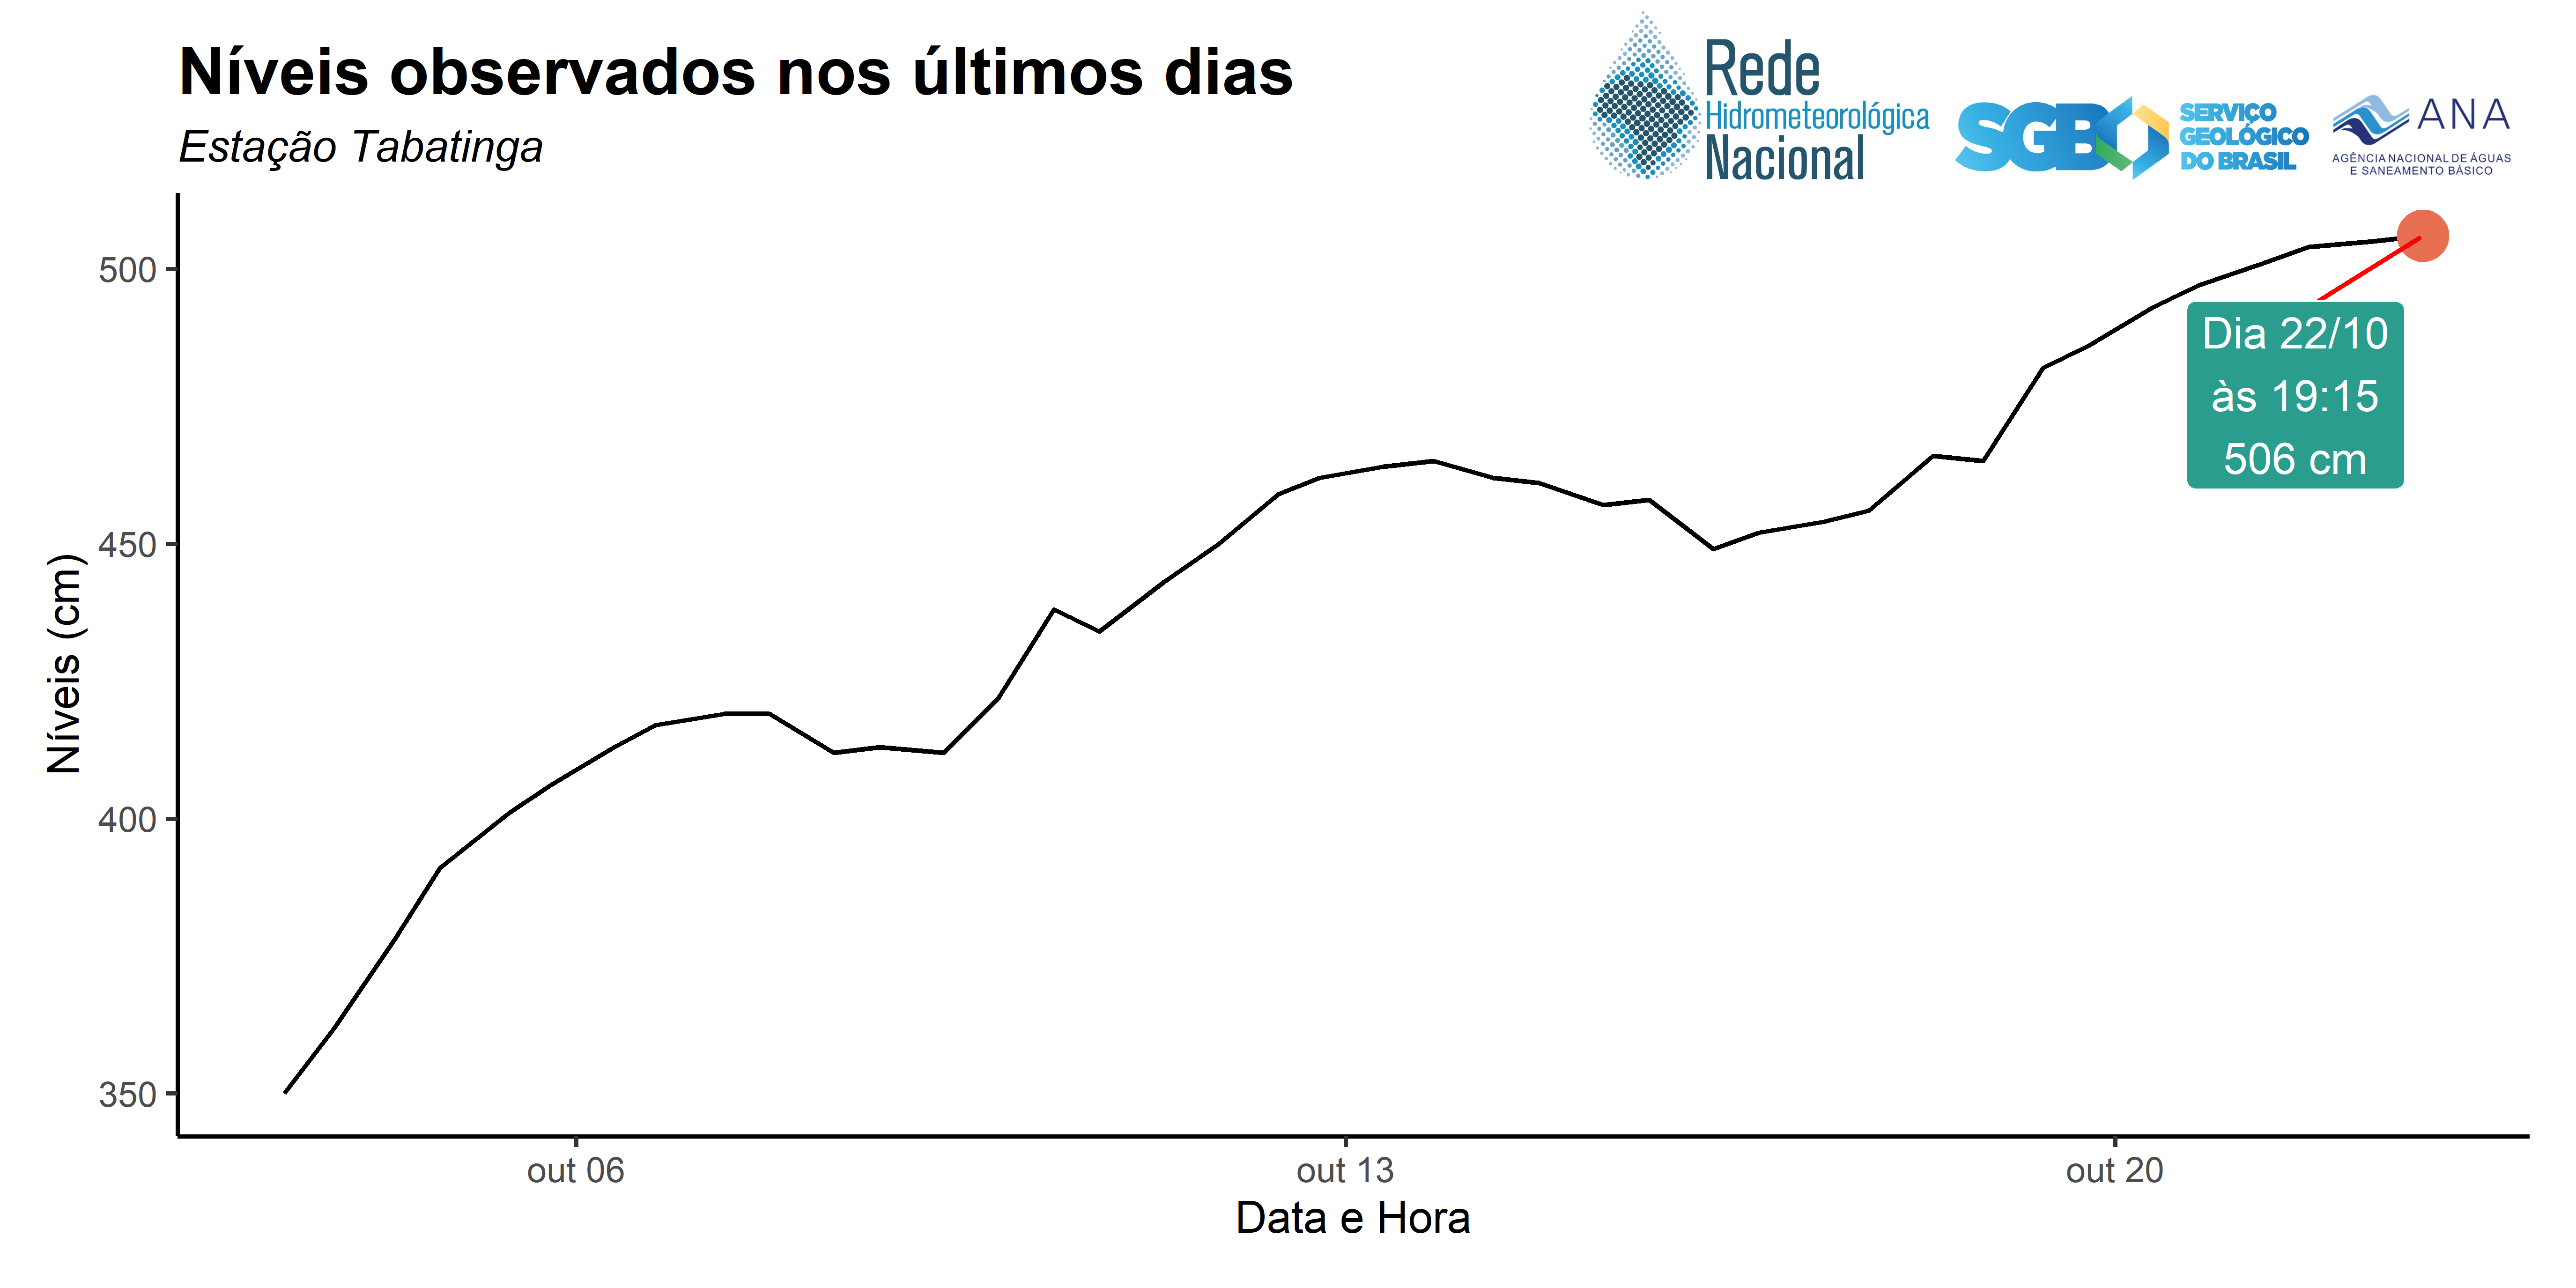 Níveis observados nos últimos dias
Estação Tabatinga
Rede
Hidrometeorológica
Nacional
SGB
SERVIÇO
GEOLÓGICO
DO BRASIL
ANA
AGÊNCIA NACIONAL DE ÁGUAS
E SANEAMENTO BÁSICO
500
450
400
350
Níveis (cm)
Dia 22/10
às 19:15
506 cm
out 06
out 13
out 20
Data e Hora